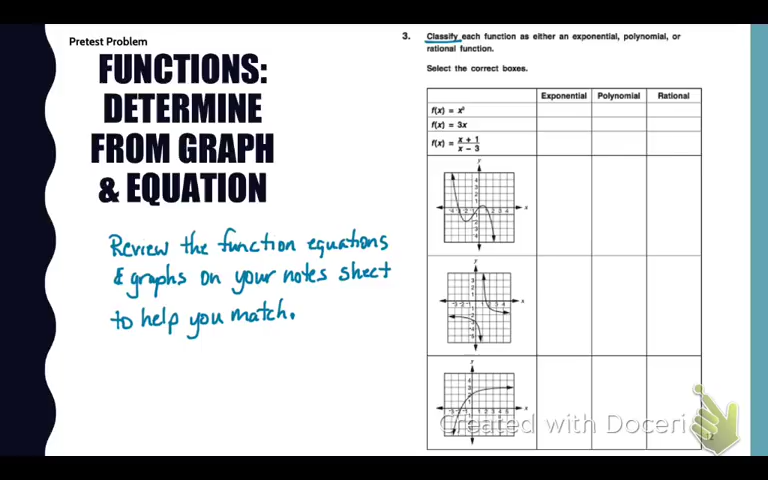 Pretest Problem
FUNCTIONS:
DETERMINE
FROM GRAPH
& EQUATION
Review the function equations
& graphs on your notes sheet
to help you match.
3. Classify each function as either an exponential, polynomial, or
rational function.
Select the correct boxes.
Exponential Polynomial Rational
f(x) = x²
f(x) = 3x
f(x) = x + 1 / x − 3
y
x
y
x
y
x
Created with Doceri